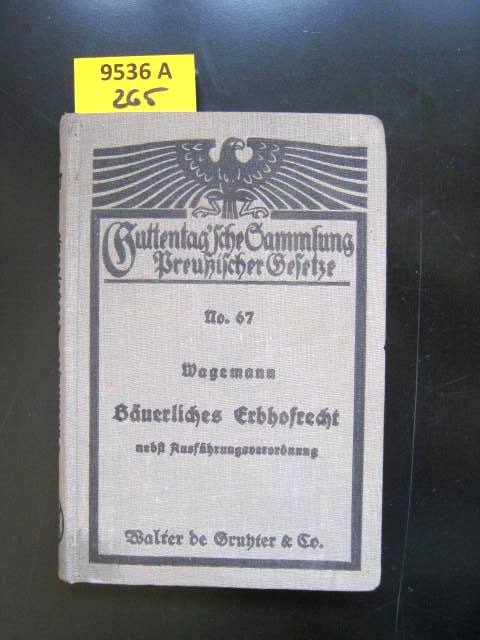 9536 A
265
Guttentag'sche Sammlung
Preußischer Gesetze
No. 67
Wagemann
Bäuerliches Erbhofrecht
nebst Ausführungsverordnung
Walter de Gruyter & Co.